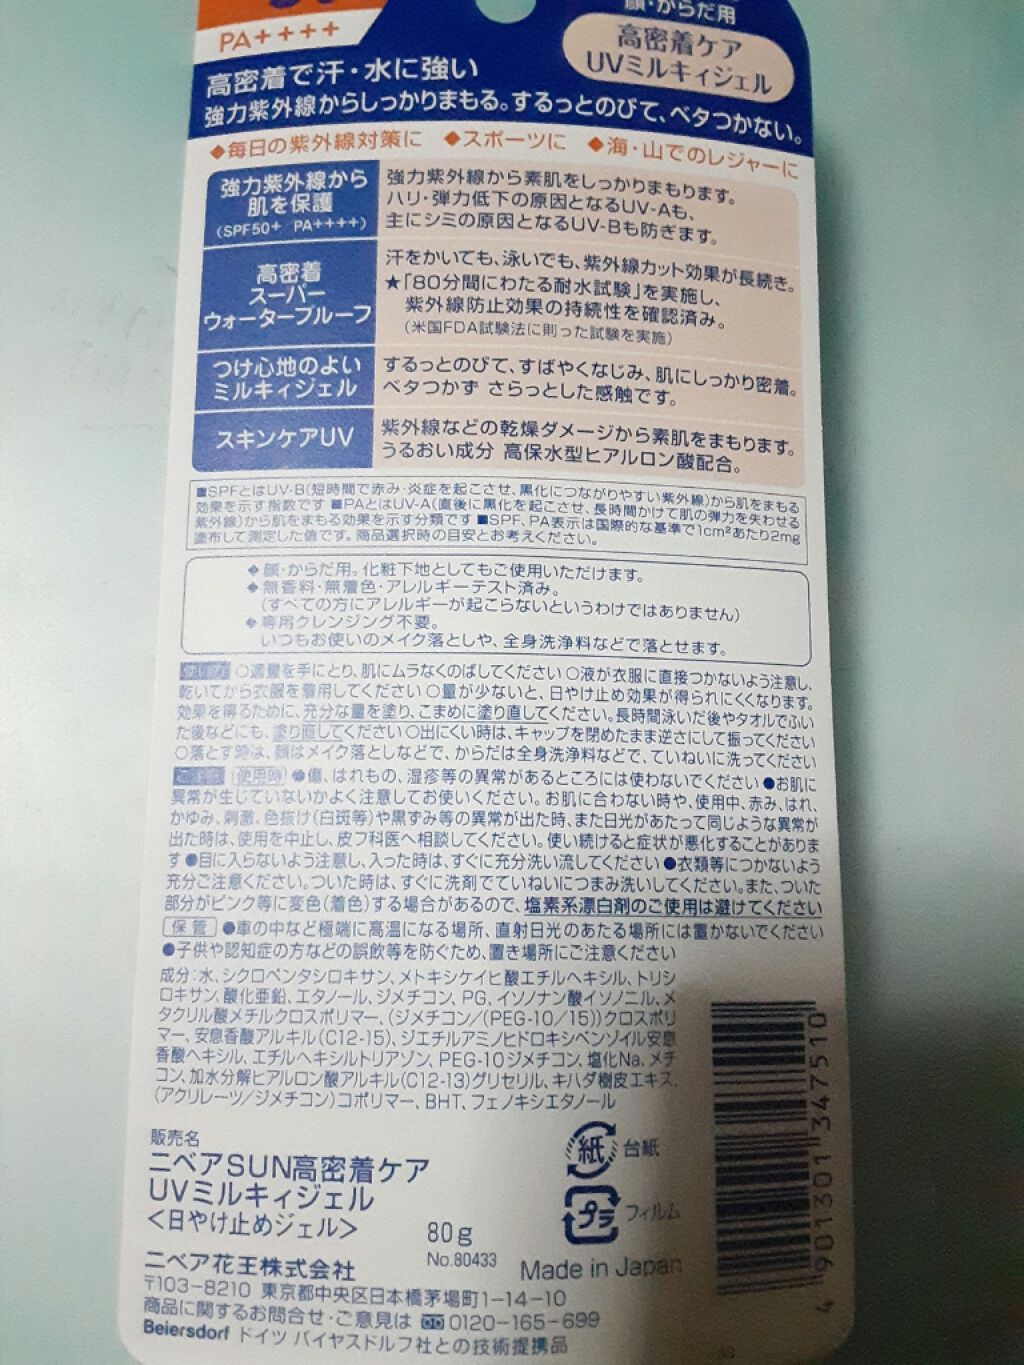 PA++++
顔・からだ用
高密着ケア
UVミルキィジェル
高密着で汗・水に強い
強力紫外線からしっかりまもる。するっとのびて、ベタつかない。
◆毎日の紫外線対策に ◆スポーツに ◆海・山でのレジャーに
強力紫外線から
肌を保護
(SPF50+ PA++++)
強力紫外線から素肌をしっかりまもります。
ハリ・弾力低下の原因となるUV-Aも、
主にシミの原因となるUV-Bも防ぎます。
高密着
スーパー
ウォータープルーフ
汗をかいても、泳いでも、紫外線カット効果が長続き。
★「80分間にわたる耐水試験」を実施し、
紫外線防止効果の持続性を確認済み。
(米国FDA試験法に則った試験を実施)
つけ心地のよい
ミルキィジェル
するっとのびて、すばやくなじみ、肌にしっかり密着。
ベタつかず さらっとした感触です。
スキンケアUV
紫外線などの乾燥ダメージから素肌をまもります。
うるおい成分 高保水型ヒアルロン酸配合。
■SPFとはUV-B(短時間で赤み・炎症を起こさせ、黒化につながりやすい紫外線)から肌をまもる
効果を示す指数です ■PAとはUV-A(直後に黒化を起こさせ、長時間かけて肌の弾力を失わせる
紫外線)から肌をまもる効果を示す分類です ■SPF、PA表示は国際的な基準で1cm²あたり2mg
塗布して測定した値です。商品選択時の目安とお考えください。
◆顔・からだ用。化粧下地としてもご使用いただけます。
◆無香料・無着色・アレルギーテスト済み。
(すべての方にアレルギーが起こらないというわけではありません)
◆専用クレンジング不要。
いつもお使いのメイク落としや、全身洗浄料などで落とせます。
使い方 ○適量を手にとり、肌にムラなくのばしてください ○液が衣服に直接つかないよう注意し、
乾いてから衣服を着用してください ○量が少ないと、日やけ止め効果が得られにくくなります。
効果を得るために、充分な量を塗り、こまめに塗り直してください。長時間泳いだ後やタオルでふい
た後などにも、塗り直してください ○出にくい時は、キャップを閉めたまま逆さにして振ってください
○落とす時は、顔はメイク落としなどで、からだは全身洗浄料などで、ていねいに洗ってください
ご注意 使用時 ●傷、はれもの、湿疹等の異常があるところには使わないでください ●お肌に
異常が生じていないかよく注意してお使いください。お肌に合わない時や、使用中、赤み、はれ、
かゆみ、刺激、色抜け(白斑等)や黒ずみ等の異常が出た時、また日光があたって同じような異常が
出た時は、使用を中止し、皮フ科医へ相談してください。使い続けると症状が悪化することがありま
す ●目に入らないよう注意し、入った時は、すぐに充分洗い流してください ●衣類等につかないよう
充分ご注意ください。ついた時は、すぐに洗剤でていねいにつまみ洗いしてください。また、ついた
部分がピンク等に変色(着色)する場合があるので、塩素系漂白剤のご使用は避けてください
保管 ●車の中など極端に高温になる場所、直射日光のあたる場所には置かないでください
●子供や認知症の方などの誤飲等を防ぐため、置き場所にご注意ください
成分:水、シクロペンタシロキサン、メトキシケイヒ酸エチルヘキシル、トリシ
ロキサン、酸化亜鉛、エタノール、ジメチコン、PG、イソノナン酸イソノニル、メ
タクリル酸メチルクロスポリマー、(ジメチコン/(PEG-10/15))クロスポリ
マー、安息香酸アルキル(C12-15)、ジエチルアミノヒドロキシベンゾイル安息
香酸ヘキシル、エチルヘキシルトリアゾン、PEG-10ジメチコン、塩化Na、メチ
コン、加水分解ヒアルロン酸アルキル(C12-13)グリセリル、キハダ樹皮エキス、
(アクリレーツ/ジメチコン)コポリマー、BHT、フェノキシエタノール
販売名
ニベアSUN高密着ケア
UVミルキィジェル
<日やけ止めジェル>
80g
No.80433
紙 台紙
プラ フィルム
Made in Japan
ニベア花王株式会社
〒103-8210 東京都中央区日本橋茅場町1-14-10
商品に関するお問合せ・ご意見は 0120-165-699
Beiersdorf ドイツ バイヤスドルフ社との技術提携品
4 901301 347510